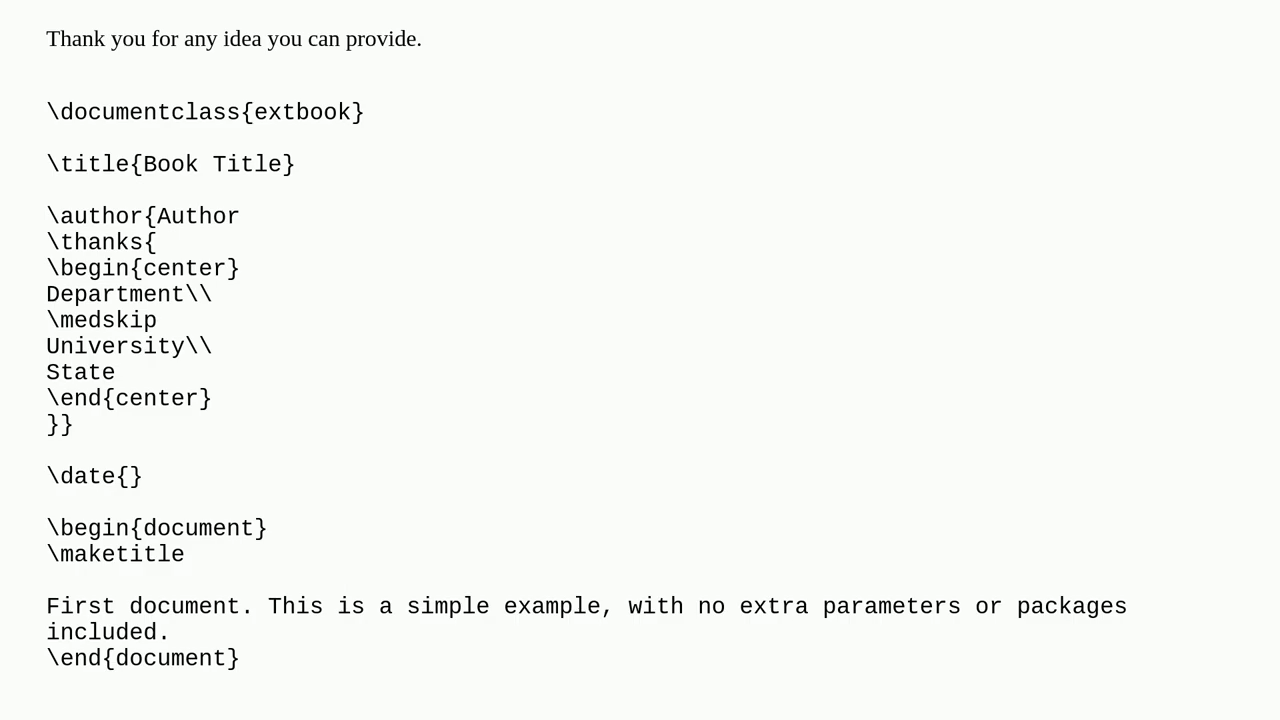 Thank you for any idea you can provide.
\documentclass{extbook}
\title{Book Title}
\author{Author
\thanks{
\begin{center}
Department\\
\medskip
University\\
State
\end{center}
}}
\date{}
\begin{document}
\maketitle
First document. This is a simple example, with no extra parameters or packages
included.
\end{document}